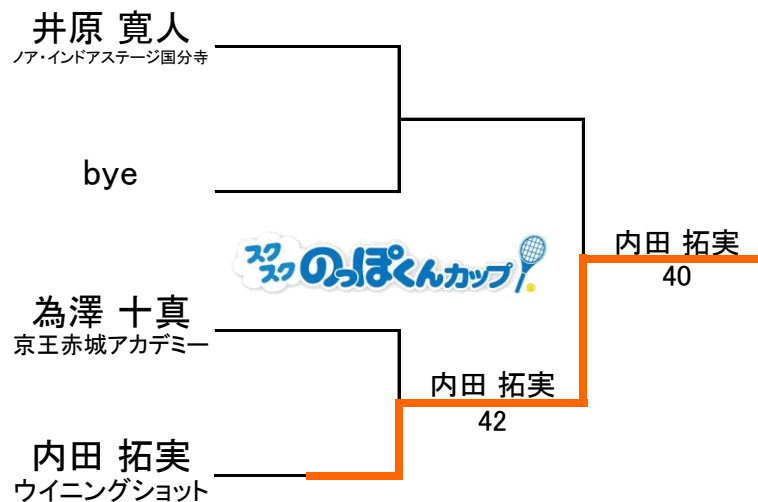 井原 寛人
ノア・インドアステージ国分寺
bye
スクスク のっぽくんカップ
内田 拓実
40
為澤 十真
京王赤城アカデミー
内田 拓実
42
内田 拓実
ウイニングショット